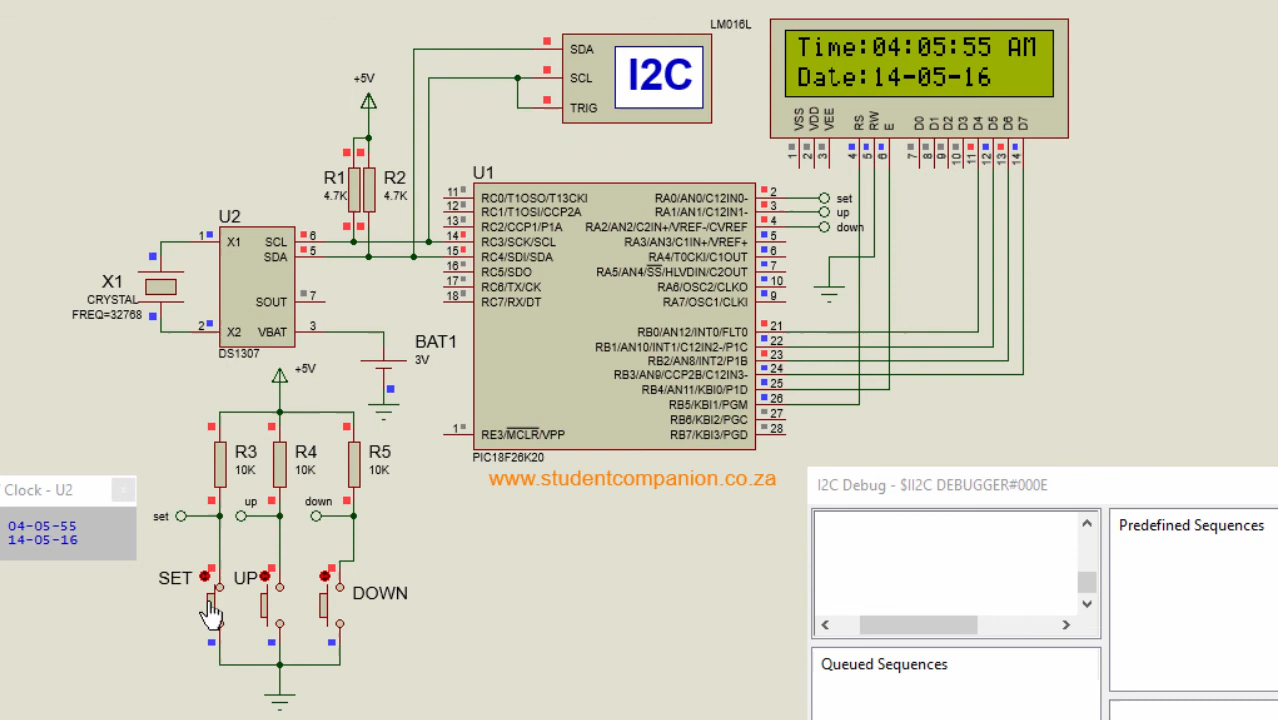 LM016L
Time:04:05:55 AM
Date:14-05-16
VSS
VDD
VEE
RS
RW
E
D0
D1
D2
D3
D4
D5
D6
D7
1
2
3
4
5
6
7
8
9
10
11
12
13
14
SDA
SCL
TRIG
I2C
+5V
R1
4.7K
R2
4.7K
U1
11
RC0/T1OSO/T13CKI
12
RC1/T1OSI/CCP2A
13
RC2/CCP1/P1A
14
RC3/SCK/SCL
15
RC4/SDI/SDA
16
RC5/SDO
17
RC6/TX/CK
18
RC7/RX/DT
1
RE3/MCLR/VPP
RA0/AN0/C12IN0-
2
set
RA1/AN1/C12IN1-
3
up
RA2/AN2/C2IN+/VREF-/CVREF
4
down
RA3/AN3/C1IN+/VREF+
5
RA4/T0CKI/C1OUT
6
RA5/AN4/SS/HLVDIN/C2OUT
7
RA6/OSC2/CLKO
10
RA7/OSC1/CLKI
9
RB0/AN12/INT0/FLT0
21
RB1/AN10/INT1/C12IN2-/P1C
22
RB2/AN8/INT2/P1B
23
RB3/AN9/CCP2B/C12IN3-
24
RB4/AN11/KBI0/P1D
25
RB5/KBI1/PGM
26
RB6/KBI2/PGC
27
RB7/KBI3/PGD
28
PIC18F26K20
U2
1
X1
SCL
6
SDA
5
SOUT
7
2
X2
VBAT
3
DS1307
X1
CRYSTAL
FREQ=32768
BAT1
3V
+5V
R3
10K
R4
10K
R5
10K
set
up
down
SET
UP
DOWN
www.studentcompanion.co.za
Clock - U2
x
04-05-55
14-05-16
I2C Debug - $II2C DEBUGGER#000E
Predefined Sequences
Queued Sequences